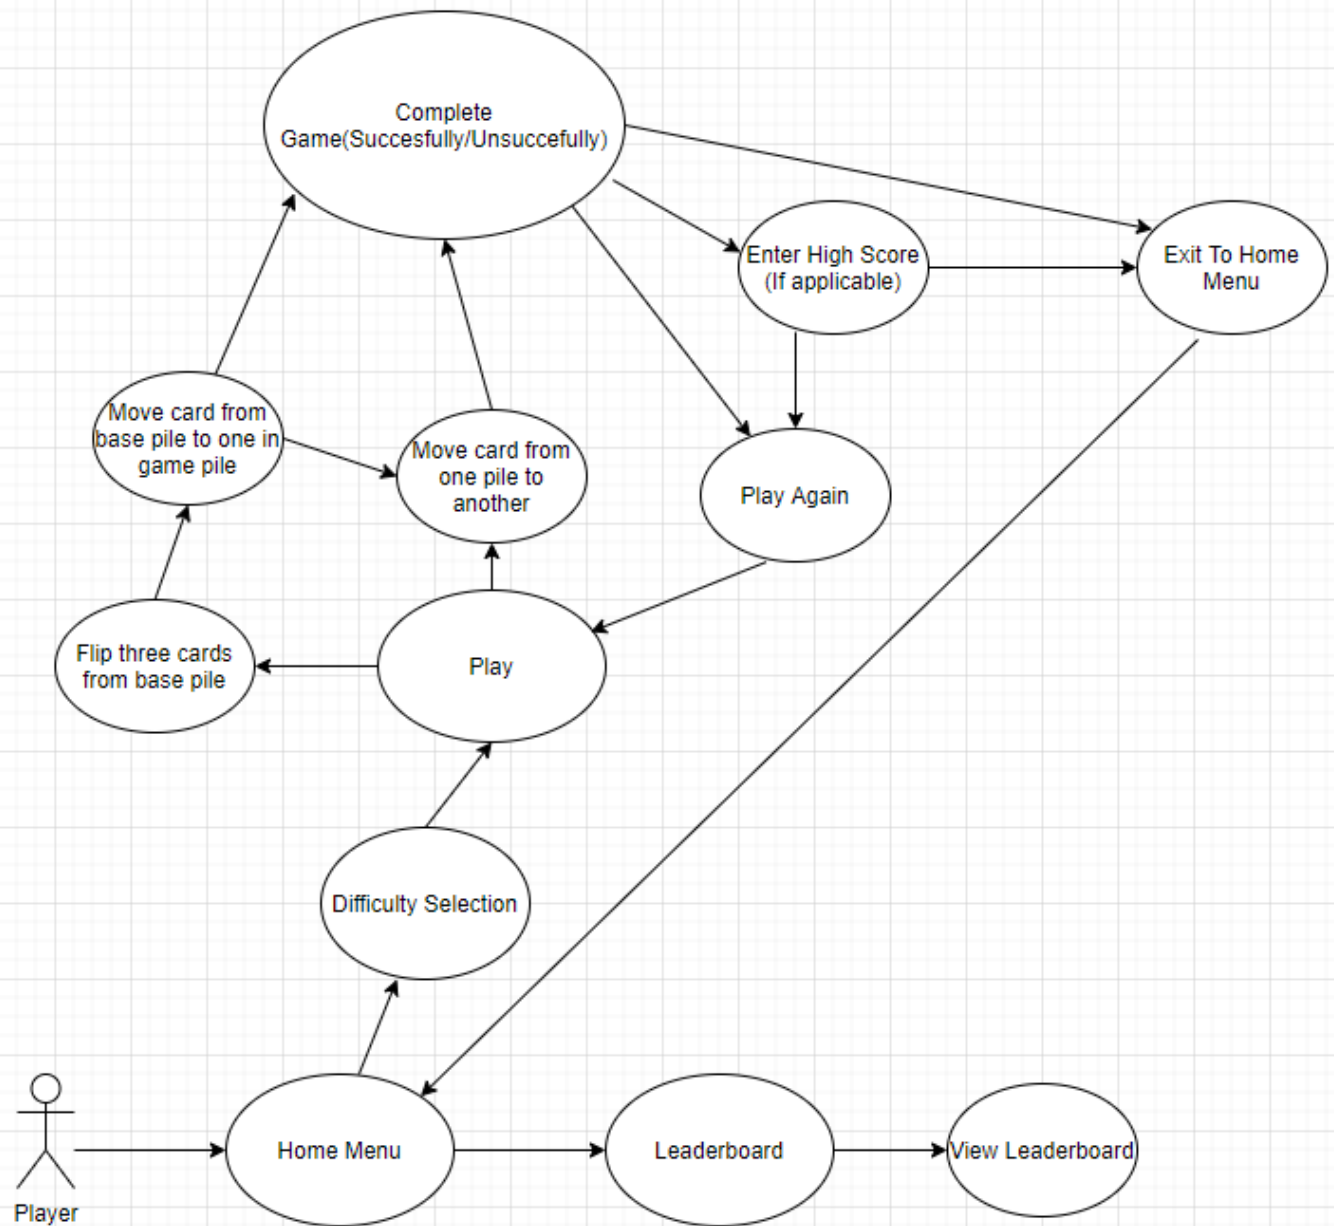 Complete
Game(Succesfully/Unsuccefully)
Enter High Score
(If applicable)
Exit To Home
Menu
Move card from
base pile to one in
game pile
Move card from
one pile to
another
Play Again
Flip three cards
from base pile
Play
Difficulty Selection
Home Menu
Leaderboard
View Leaderboard
Player